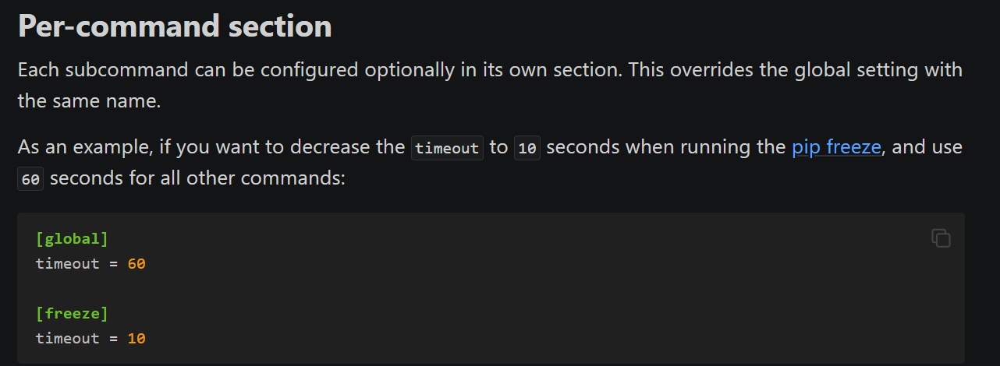 Per-command section
Each subcommand can be configured optionally in its own section. This overrides the global setting with
the same name.
As an example, if you want to decrease the timeout to 10 seconds when running the pip freeze, and use
60 seconds for all other commands:
[global]
timeout = 60
[freeze]
timeout = 10